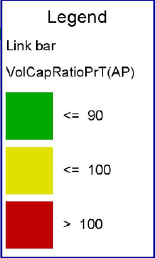 Legend
Link bar
VolCapRatioPrT(AP)
<= 90
<= 100
> 100